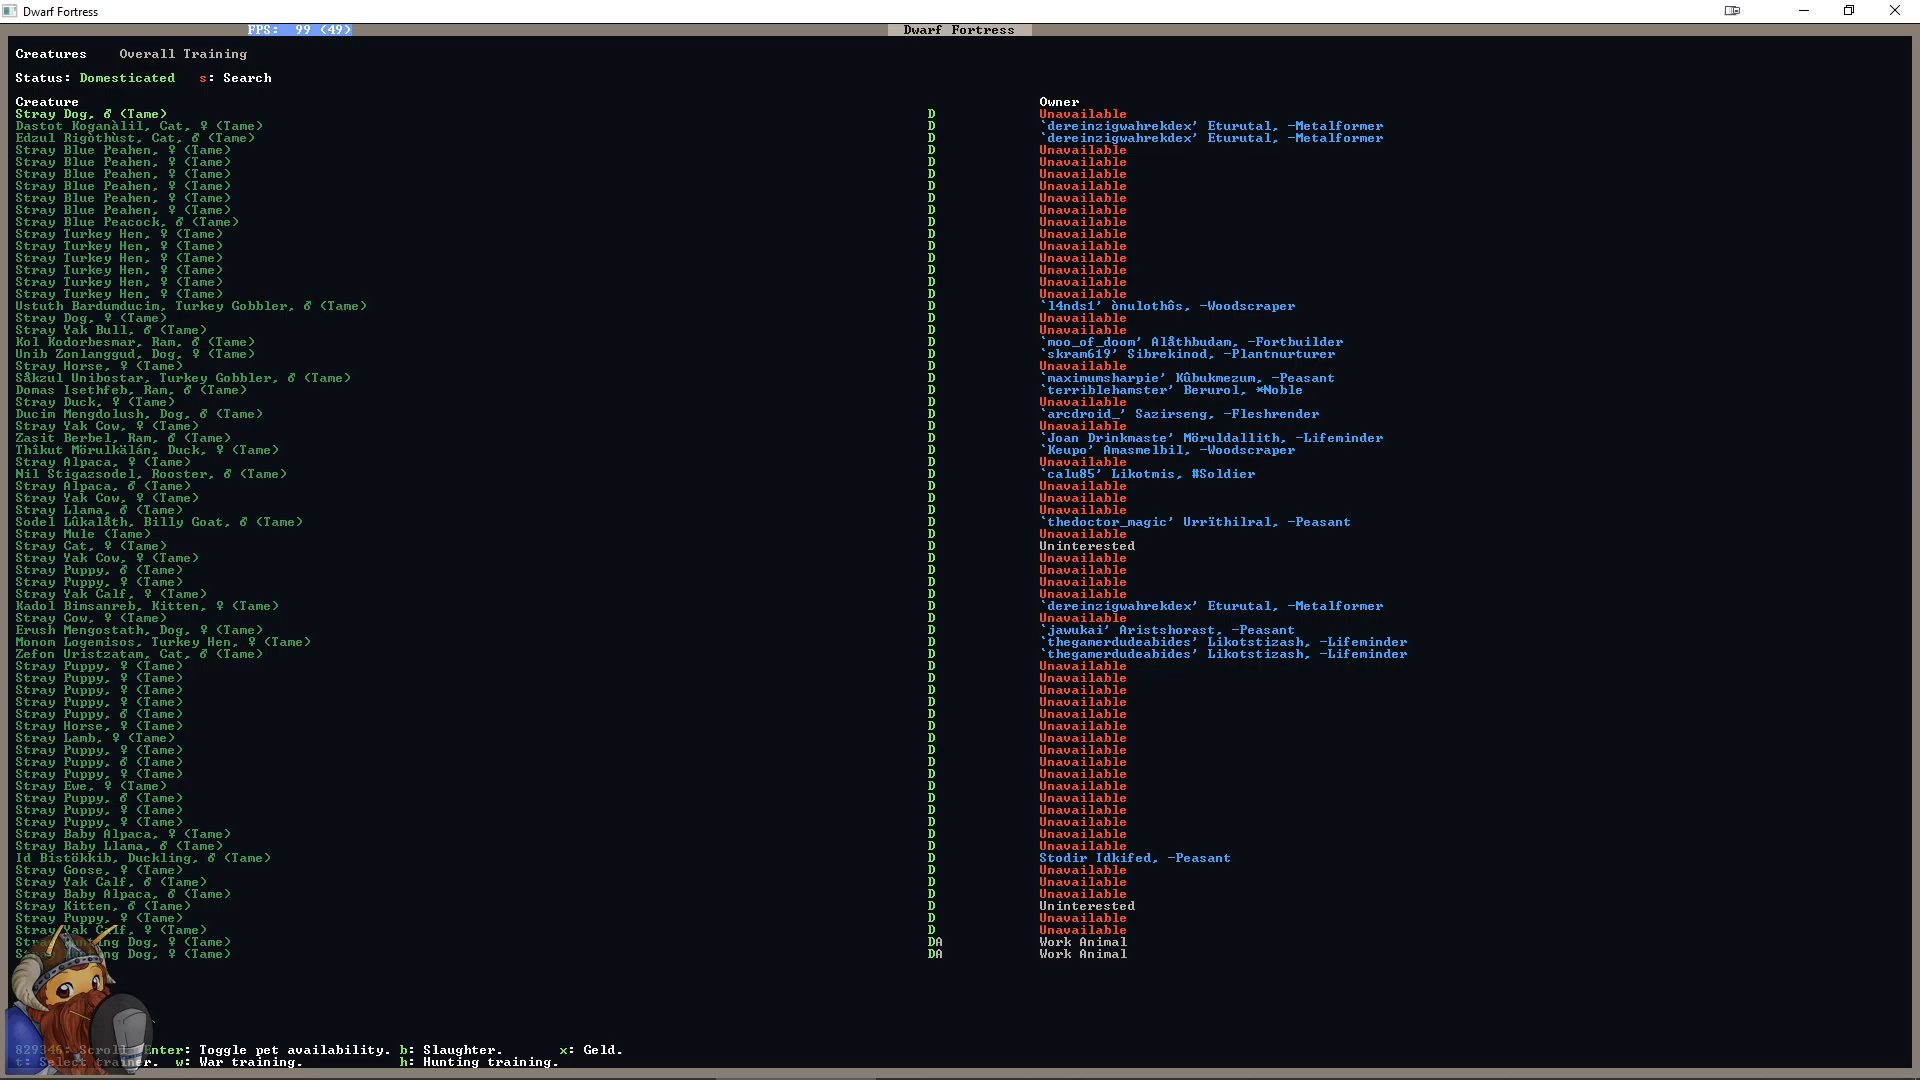 Dwarf Fortress
FPS: 99 (49)
Dwarf Fortress
Creatures Overall Training
Status: Domesticated s: Search
Creature Owner
Stray Dog, ♂ (Tame) D Unavailable
Dastot Koganàlil, Cat, ♀ (Tame) D `dereinzigwahrekdex' Eturutal, -Metalformer
Edzul Rigòthùst, Cat, ♂ (Tame) D `dereinzigwahrekdex' Eturutal, -Metalformer
Stray Blue Peahen, ♀ (Tame) D Unavailable
Stray Blue Peahen, ♀ (Tame) D Unavailable
Stray Blue Peahen, ♀ (Tame) D Unavailable
Stray Blue Peahen, ♀ (Tame) D Unavailable
Stray Blue Peahen, ♀ (Tame) D Unavailable
Stray Blue Peahen, ♀ (Tame) D Unavailable
Stray Blue Peacock, ♂ (Tame) D Unavailable
Stray Turkey Hen, ♀ (Tame) D Unavailable
Stray Turkey Hen, ♀ (Tame) D Unavailable
Stray Turkey Hen, ♀ (Tame) D Unavailable
Stray Turkey Hen, ♀ (Tame) D Unavailable
Stray Turkey Hen, ♀ (Tame) D Unavailable
Stray Turkey Hen, ♀ (Tame) D Unavailable
Ustuth Bardumducim, Turkey Gobbler, ♂ (Tame) D `l4nds1' ònulothôs, -Woodscraper
Stray Dog, ♀ (Tame) D Unavailable
Stray Yak Bull, ♂ (Tame) D Unavailable
Kol Kodorbesmar, Ram, ♂ (Tame) D `moo_of_doom' Alåthbudam, -Fortbuilder
Unib Zonlanggud, Dog, ♀ (Tame) D `skram619' Sibrekinod, -Plantnurturer
Stray Horse, ♀ (Tame) D Unavailable
Såkzul Unibostar, Turkey Gobbler, ♂ (Tame) D `maximumsharpie' Kûbukmezum, -Peasant
Domas Isethfeb, Ram, ♂ (Tame) D `terriblehamster' Berurol, *Noble
Stray Duck, ♀ (Tame) D Unavailable
Ducim Mengdolush, Dog, ♂ (Tame) D `arcdroid_' Sazirseng, -Fleshrender
Stray Yak Cow, ♀ (Tame) D Unavailable
Zasit Berbel, Ram, ♂ (Tame) D `Joan Drinkmaste' Möruldallith, -Lifeminder
Thîkut Mörulkälán, Duck, ♀ (Tame) D `Keupo' Amasmelbil, -Woodscraper
Stray Alpaca, ♀ (Tame) D Unavailable
Nil Stigazsodel, Rooster, ♂ (Tame) D `calu85' Likotmis, #Soldier
Stray Alpaca, ♂ (Tame) D Unavailable
Stray Yak Cow, ♀ (Tame) D Unavailable
Stray Llama, ♂ (Tame) D Unavailable
Sodel Lûkalåth, Billy Goat, ♂ (Tame) D `thedoctor_magic' Urrïthilral, -Peasant
Stray Mule (Tame) D Unavailable
Stray Cat, ♀ (Tame) D Uninterested
Stray Yak Cow, ♀ (Tame) D Unavailable
Stray Puppy, ♂ (Tame) D Unavailable
Stray Puppy, ♀ (Tame) D Unavailable
Stray Yak Calf, ♀ (Tame) D Unavailable
Kadol Bimsanreb, Kitten, ♀ (Tame) D `dereinzigwahrekdex' Eturutal, -Metalformer
Stray Cow, ♀ (Tame) D Unavailable
Erush Mengostath, Dog, ♀ (Tame) D `jawukai' Aristshorast, -Peasant
Monom Logemisos, Turkey Hen, ♀ (Tame) D `thegamerdudeabides' Likotstizash, -Lifeminder
Zefon Uristzatam, Cat, ♂ (Tame) D `thegamerdudeabides' Likotstizash, -Lifeminder
Stray Puppy, ♀ (Tame) D Unavailable
Stray Puppy, ♀ (Tame) D Unavailable
Stray Puppy, ♀ (Tame) D Unavailable
Stray Puppy, ♀ (Tame) D Unavailable
Stray Puppy, ♂ (Tame) D Unavailable
Stray Horse, ♀ (Tame) D Unavailable
Stray Lamb, ♀ (Tame) D Unavailable
Stray Puppy, ♀ (Tame) D Unavailable
Stray Puppy, ♂ (Tame) D Unavailable
Stray Puppy, ♀ (Tame) D Unavailable
Stray Ewe, ♀ (Tame) D Unavailable
Stray Puppy, ♂ (Tame) D Unavailable
Stray Puppy, ♀ (Tame) D Unavailable
Stray Puppy, ♀ (Tame) D Unavailable
Stray Baby Alpaca, ♀ (Tame) D Unavailable
Stray Baby Llama, ♂ (Tame) D Unavailable
Id Bistökkib, Duckling, ♂ (Tame) D Stodir Idkifed, -Peasant
Stray Goose, ♀ (Tame) D Unavailable
Stray Yak Calf, ♂ (Tame) D Unavailable
Stray Baby Alpaca, ♂ (Tame) D Unavailable
Stray Kitten, ♂ (Tame) D Uninterested
Stray Puppy, ♀ (Tame) D Unavailable
Stray Yak Calf, ♀ (Tame) D Unavailable
Stray Hunting Dog, ♀ (Tame) DA Work Animal
Dog, ♀ (Tame) DA Work Animal
829346: Scroll Enter: Toggle pet availability. b: Slaughter. x: Geld.
t: Select trainer. w: War training. h: Hunting training.